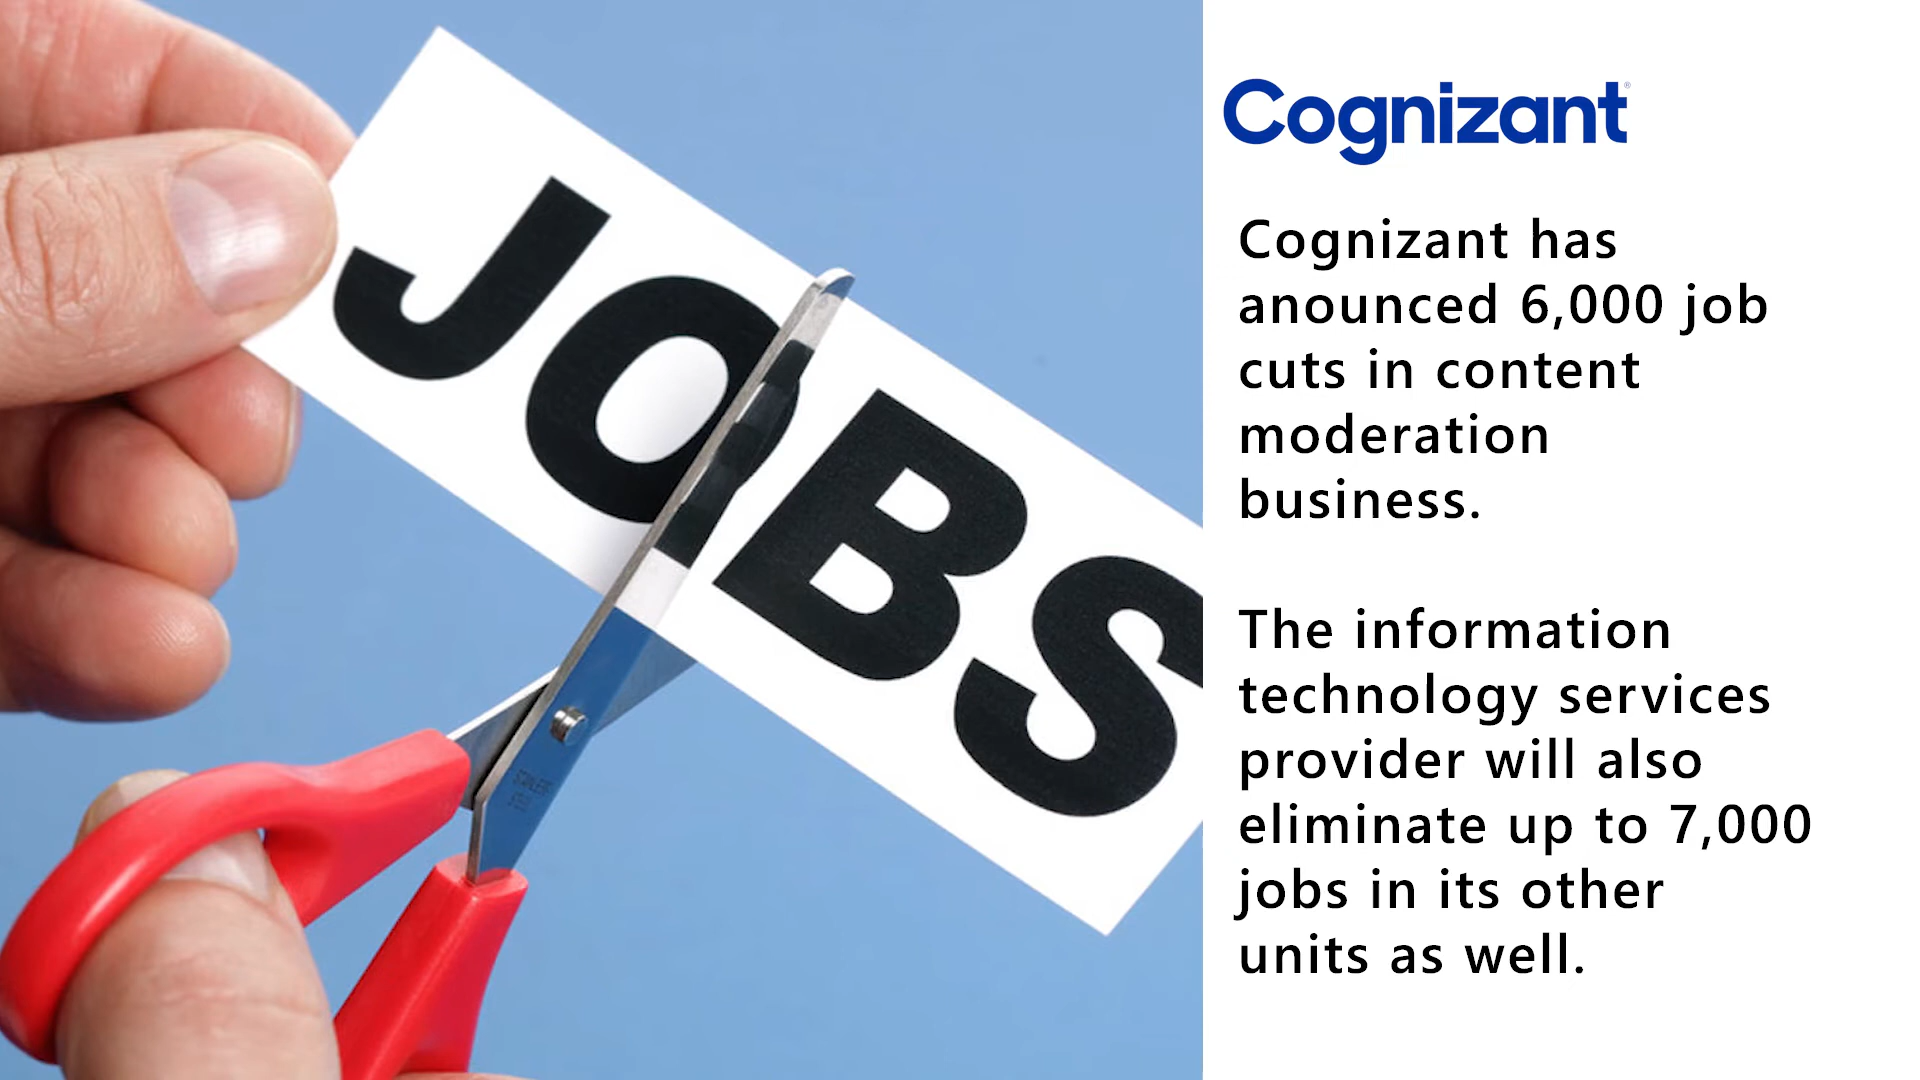 JOBS
Cognizant
Cognizant has
anounced 6,000 job
cuts in content
moderation
business.
The information
technology services
provider will also
eliminate up to 7,000
jobs in its other
units as well.